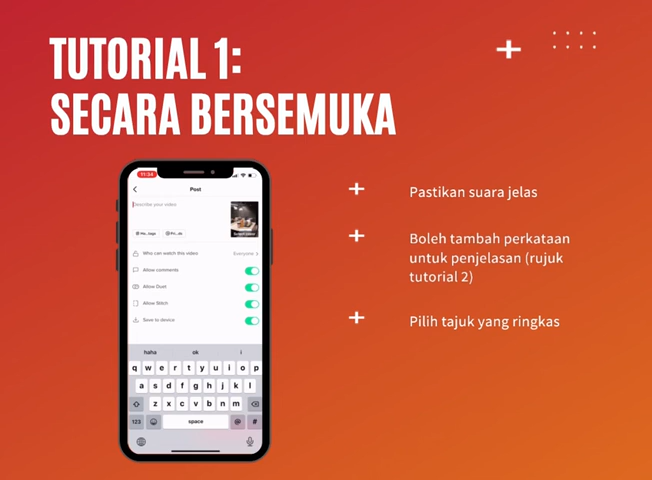 TUTORIAL 1:
SECARA BERSEMUKA
11:34
Post
Describe your video
Who can watch this video
Everyone
Allow comments
Allow Duet
Allow Stitch
Save to device
haha ok i
q w e r t y u i o p
a s d f g h j k l
z x c v b n m
123 space @ #
Pastikan suara jelas
Boleh tambah perkataan
untuk penjelasan (rujuk
tutorial 2)
Pilih tajuk yang ringkas